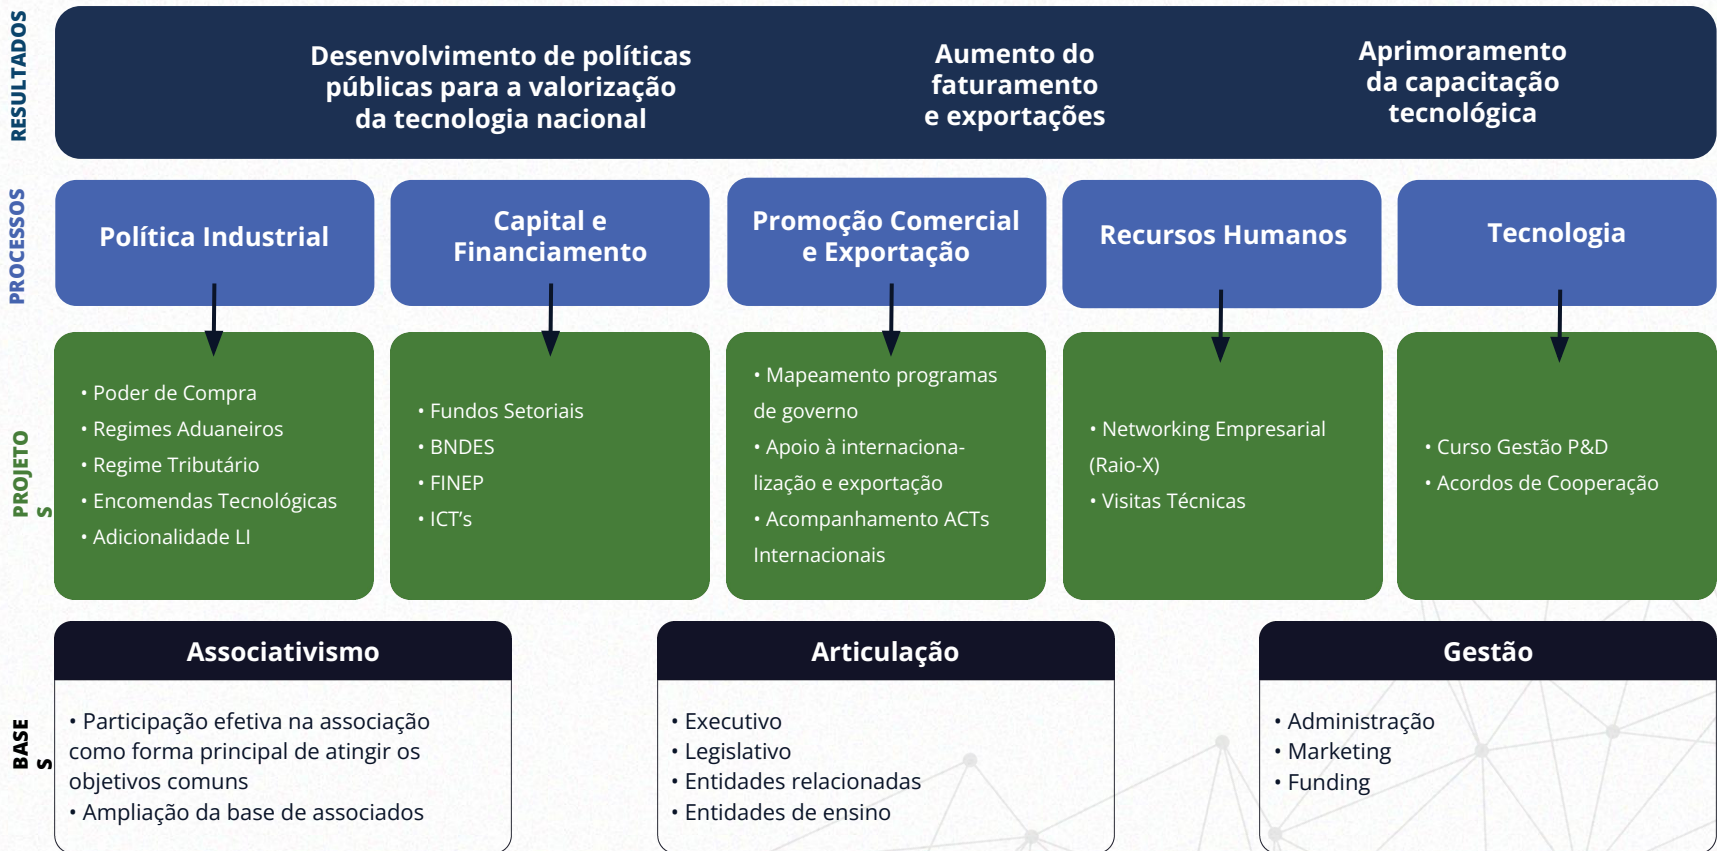 RESULTADOS
Desenvolvimento de políticas
públicas para a valorização
da tecnologia nacional
Aumento do
faturamento
e exportações
Aprimoramento
da capacitação
tecnológica
PROCESSOS
Política Industrial
Capital e
Financiamento
Promoção Comercial
e Exportação
Recursos Humanos
Tecnologia
PROJETO
S
• Poder de Compra
• Regimes Aduaneiros
• Regime Tributário
• Encomendas Tecnológicas
• Adicionalidade LI
• Fundos Setoriais
• BNDES
• FINEP
• ICT’s
• Mapeamento programas
de governo
• Apoio à internaciona-
lização e exportação
• Acompanhamento ACTs
Internacionais
• Networking Empresarial
(Raio-X)
• Visitas Técnicas
• Curso Gestão P&D
• Acordos de Cooperação
BASE
S
Associativismo
• Participação efetiva na associação
como forma principal de atingir os
objetivos comuns
• Ampliação da base de associados
Articulação
• Executivo
• Legislativo
• Entidades relacionadas
• Entidades de ensino
Gestão
• Administração
• Marketing
• Funding